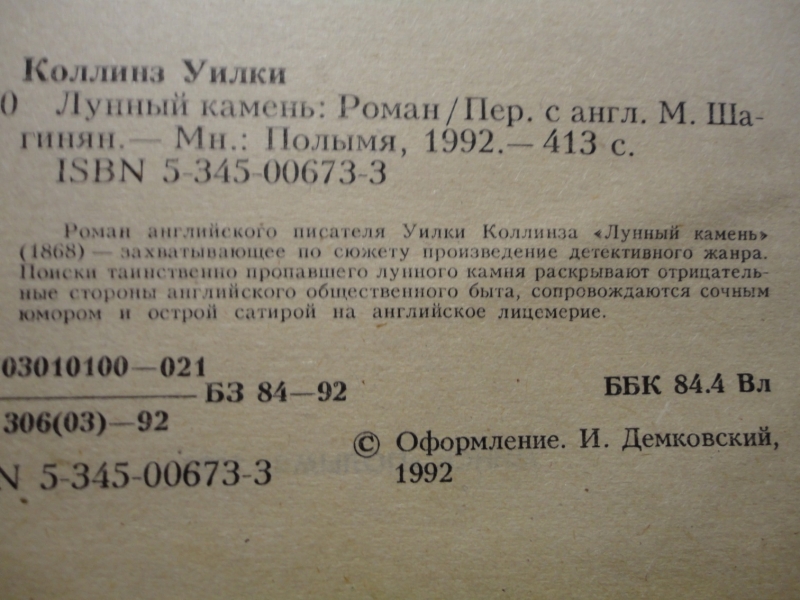 Коллинз Уилки
0 Лунный камень: Роман/Пер. с англ. М. Ша-
гинян.— Мн.: Полымя, 1992.— 413 с.
ISBN 5-345-00673-3
Роман английского писателя Уилки Коллинза «Лунный камень»
(1868) — захватывающее по сюжету произведение детективного жанра.
Поиски таинственно пропавшего лунного камня раскрывают отрицатель-
ные стороны английского общественного быта, сопровождаются сочным
юмором и острой сатирой на английское лицемерие.
03010100—021
БЗ 84—92
306(03)—92
ББК 84.4 Вл
© Оформление. И. Демковский,
1992
N 5-345-00673-3